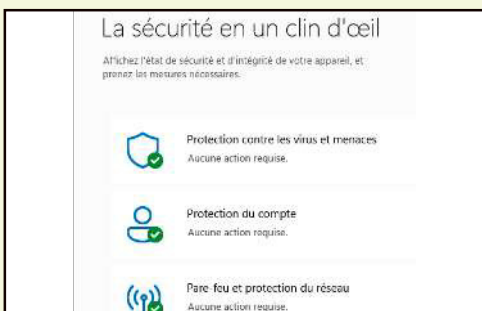 La sécurité en un clin d'œil
Affichez l'état de sécurité et d'intégrité de votre appareil, et
prenez les mesures nécessaires.
Protection contre les virus et menaces
Aucune action requise.
Protection du compte
Aucune action requise.
Pare-feu et protection du réseau
Aucune action requise.